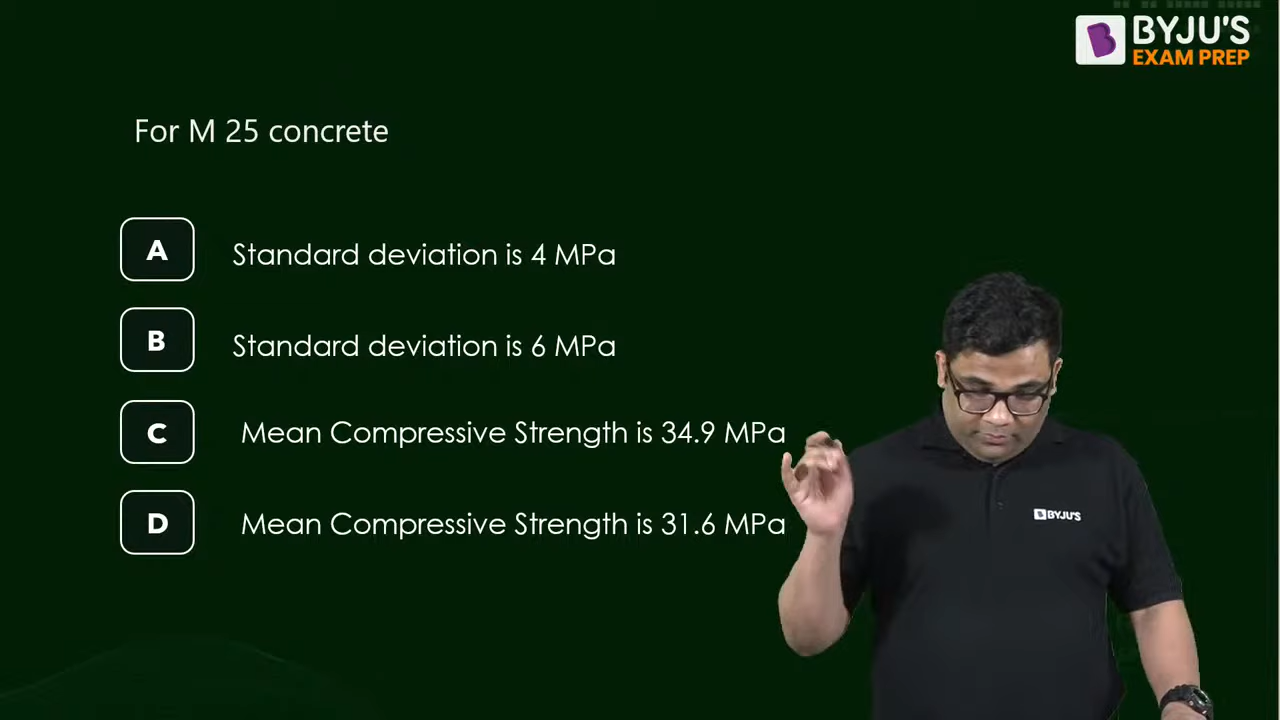 BYJU'S
EXAM PREP
For M 25 concrete
A
Standard deviation is 4 MPa
B
Standard deviation is 6 MPa
C
Mean Compressive Strength is 34.9 MPa
D
Mean Compressive Strength is 31.6 MPa
BYJU'S